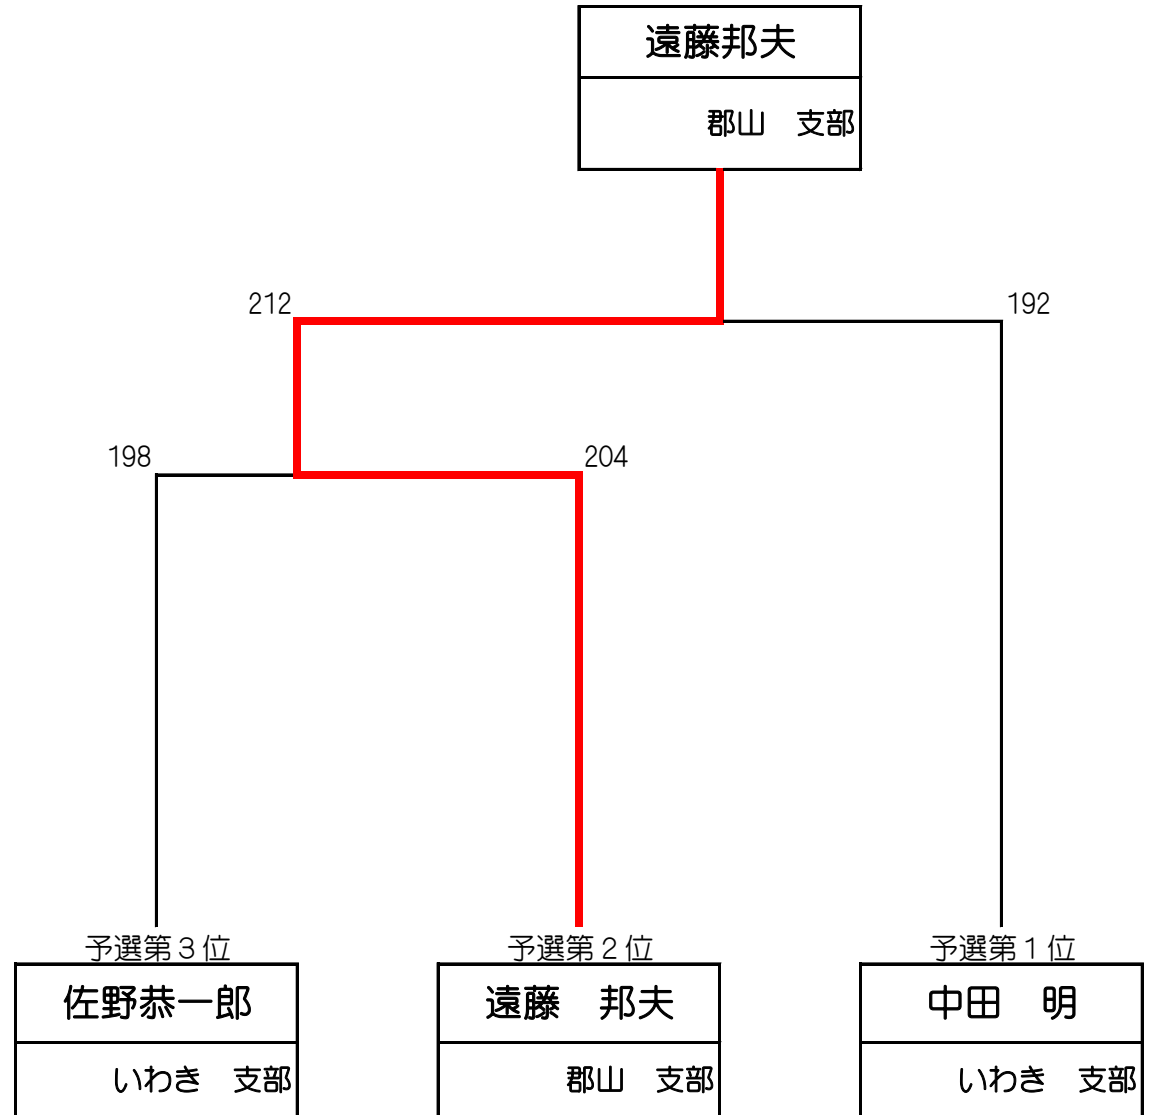 遠藤邦夫
郡山　支部
212
192
198
204
予選第３位
予選第２位
予選第１位
佐野恭一郎
遠藤　邦夫
中田　明
いわき　支部
郡山　支部
いわき　支部